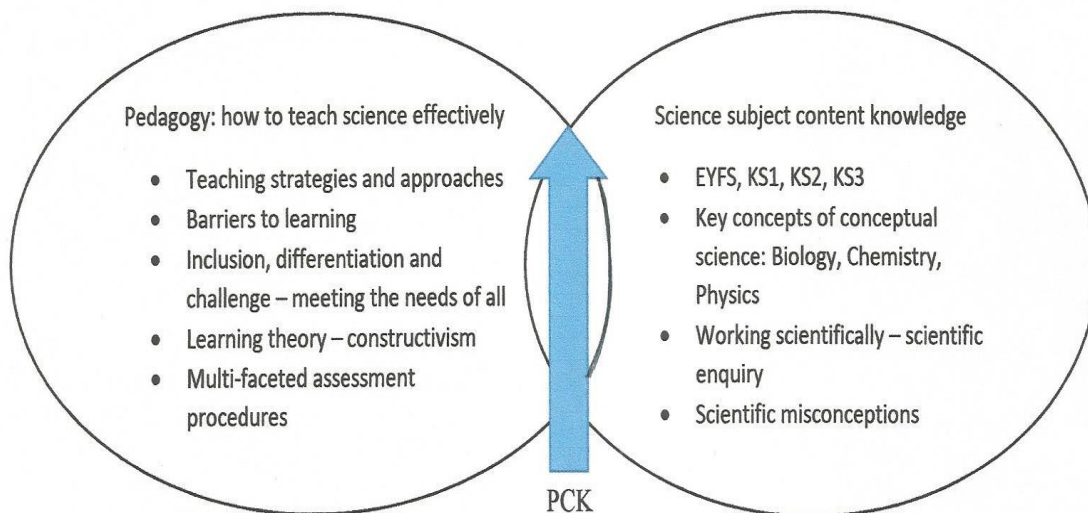 Pedagogy: how to teach science effectively
• Teaching strategies and approaches
• Barriers to learning
• Inclusion, differentiation and
challenge – meeting the needs of all
• Learning theory – constructivism
• Multi-faceted assessment
procedures
Science subject content knowledge
• EYFS, KS1, KS2, KS3
• Key concepts of conceptual
science: Biology, Chemistry,
Physics
• Working scientifically – scientific
enquiry
• Scientific misconceptions
PCK